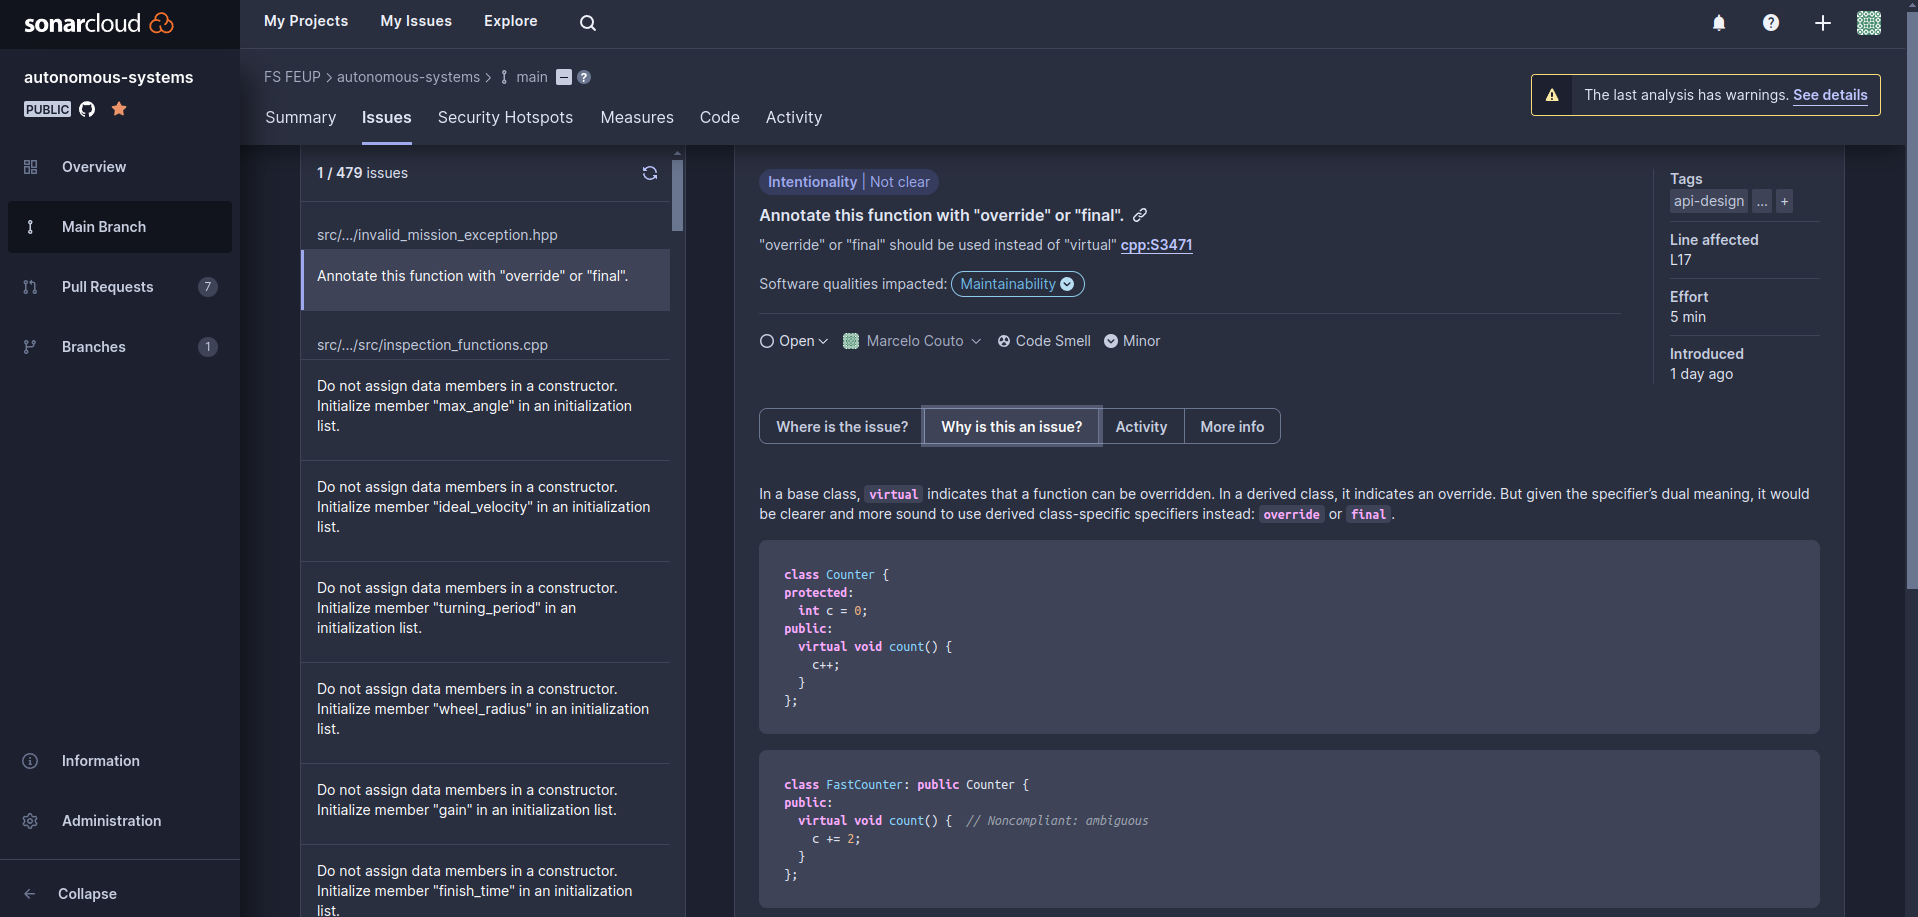 sonarcloud
My Projects
My Issues
Explore
autonomous-systems
PUBLIC
Overview
Main Branch
Pull Requests
7
Branches
1
Information
Administration
Collapse
FS FEUP > autonomous-systems > main ?
The last analysis has warnings. See details
Summary
Issues
Security Hotspots
Measures
Code
Activity
1 / 479 issues
src/.../invalid_mission_exception.hpp
Annotate this function with "override" or "final".
src/.../src/inspection_functions.cpp
Do not assign data members in a constructor.
Initialize member "max_angle" in an initialization
list.
Do not assign data members in a constructor.
Initialize member "ideal_velocity" in an initialization
list.
Do not assign data members in a constructor.
Initialize member "turning_period" in an
initialization list.
Do not assign data members in a constructor.
Initialize member "wheel_radius" in an initialization
list.
Do not assign data members in a constructor.
Initialize member "gain" in an initialization list.
Do not assign data members in a constructor.
Initialize member "finish_time" in an initialization
list.
Intentionality | Not clear
Annotate this function with "override" or "final".
"override" or "final" should be used instead of "virtual" cpp:S3471
Software qualities impacted: Maintainability
Open
Marcelo Couto
Code Smell
Minor
Tags
api-design ... +
Line affected
L17
Effort
5 min
Introduced
1 day ago
Where is the issue?
Why is this an issue?
Activity
More info
In a base class, virtual indicates that a function can be overridden. In a derived class, it indicates an override. But given the specifier’s dual meaning, it would
be clearer and more sound to use derived class-specific specifiers instead: override or final.
class Counter {
protected:
  int c = 0;
public:
  virtual void count() {
    c++;
  }
};
class FastCounter: public Counter {
public:
  virtual void count() {  // Noncompliant: ambiguous
    c += 2;
  }
};